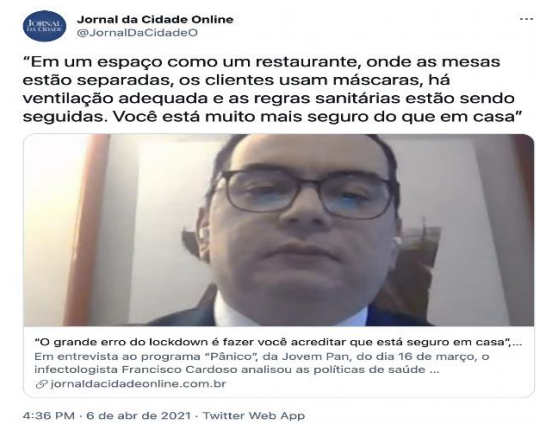 JORNAL
DA CIDADE
Jornal da Cidade Online
@JornalDaCidadeO
“Em um espaço como um restaurante, onde as mesas
estão separadas, os clientes usam máscaras, há
ventilação adequada e as regras sanitárias estão sendo
seguidas. Você está muito mais seguro do que em casa”
“O grande erro do lockdown é fazer você acreditar que está seguro em casa”,...
Em entrevista ao programa “Pânico”, da Jovem Pan, do dia 16 de março, o
infectologista Francisco Cardoso analisou as políticas de saúde ...
jornaldacidadeonline.com.br
4:36 PM · 6 de abr de 2021 · Twitter Web App